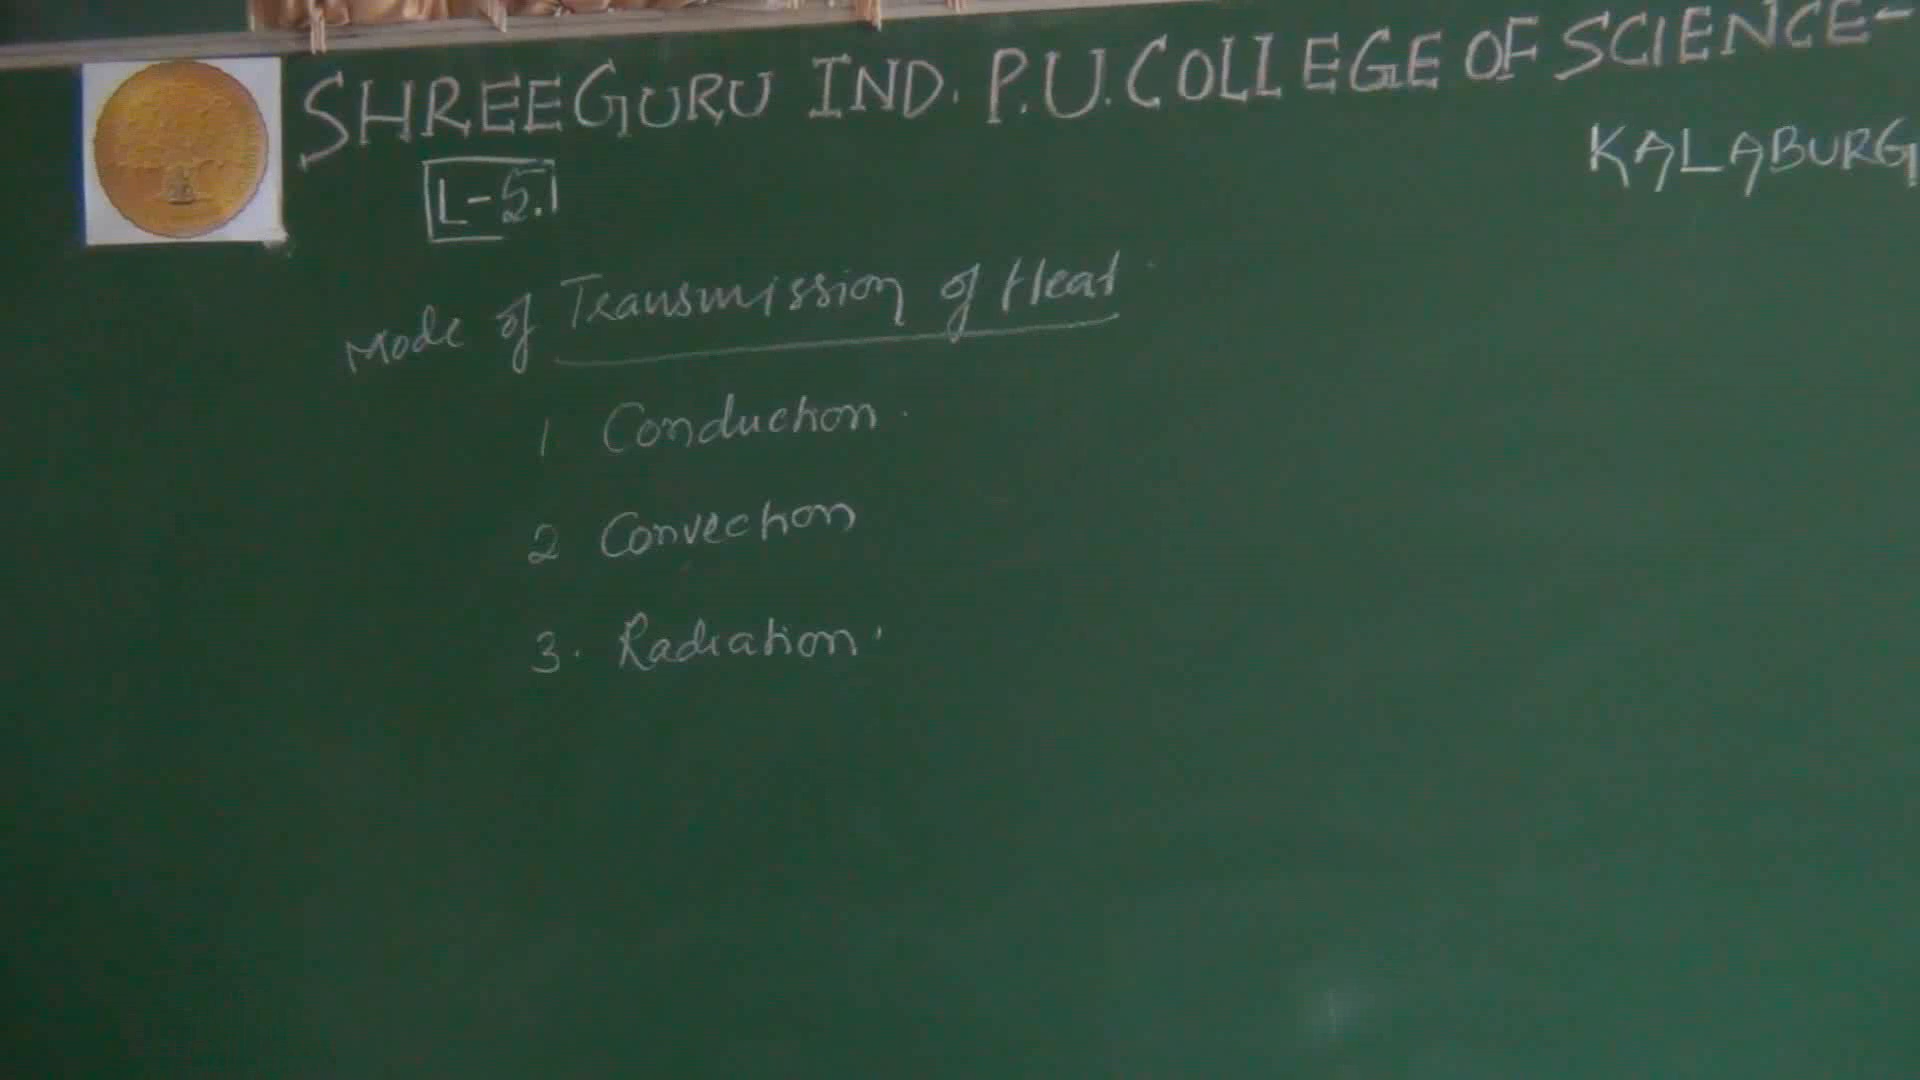 SHREEGURU IND. P.U. COLLEGE OF SCIENCE-
KALABURG
L-5.1
Mode of Transmission of Heat.
1 Conduction.
2 Convection
3. Radiation.